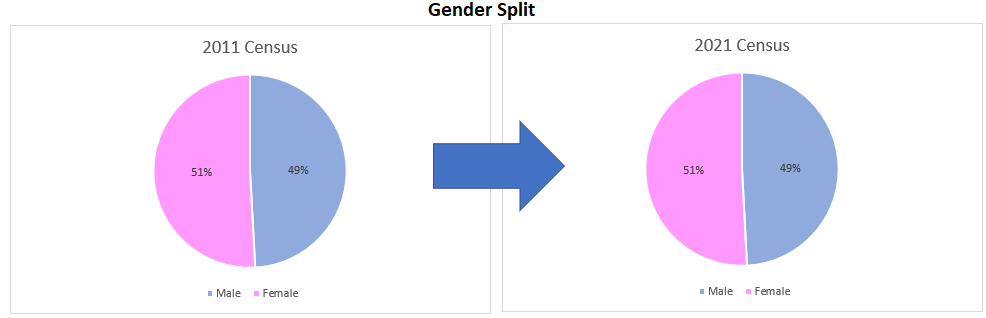 Gender Split
2011 Census
51%
49%
Male Female
2021 Census
51%
49%
Male Female